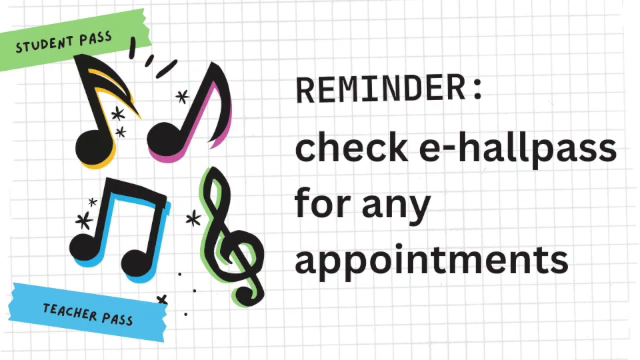 STUDENT PASS
REMINDER:
check e-hallpass
for any
appointments
TEACHER PASS